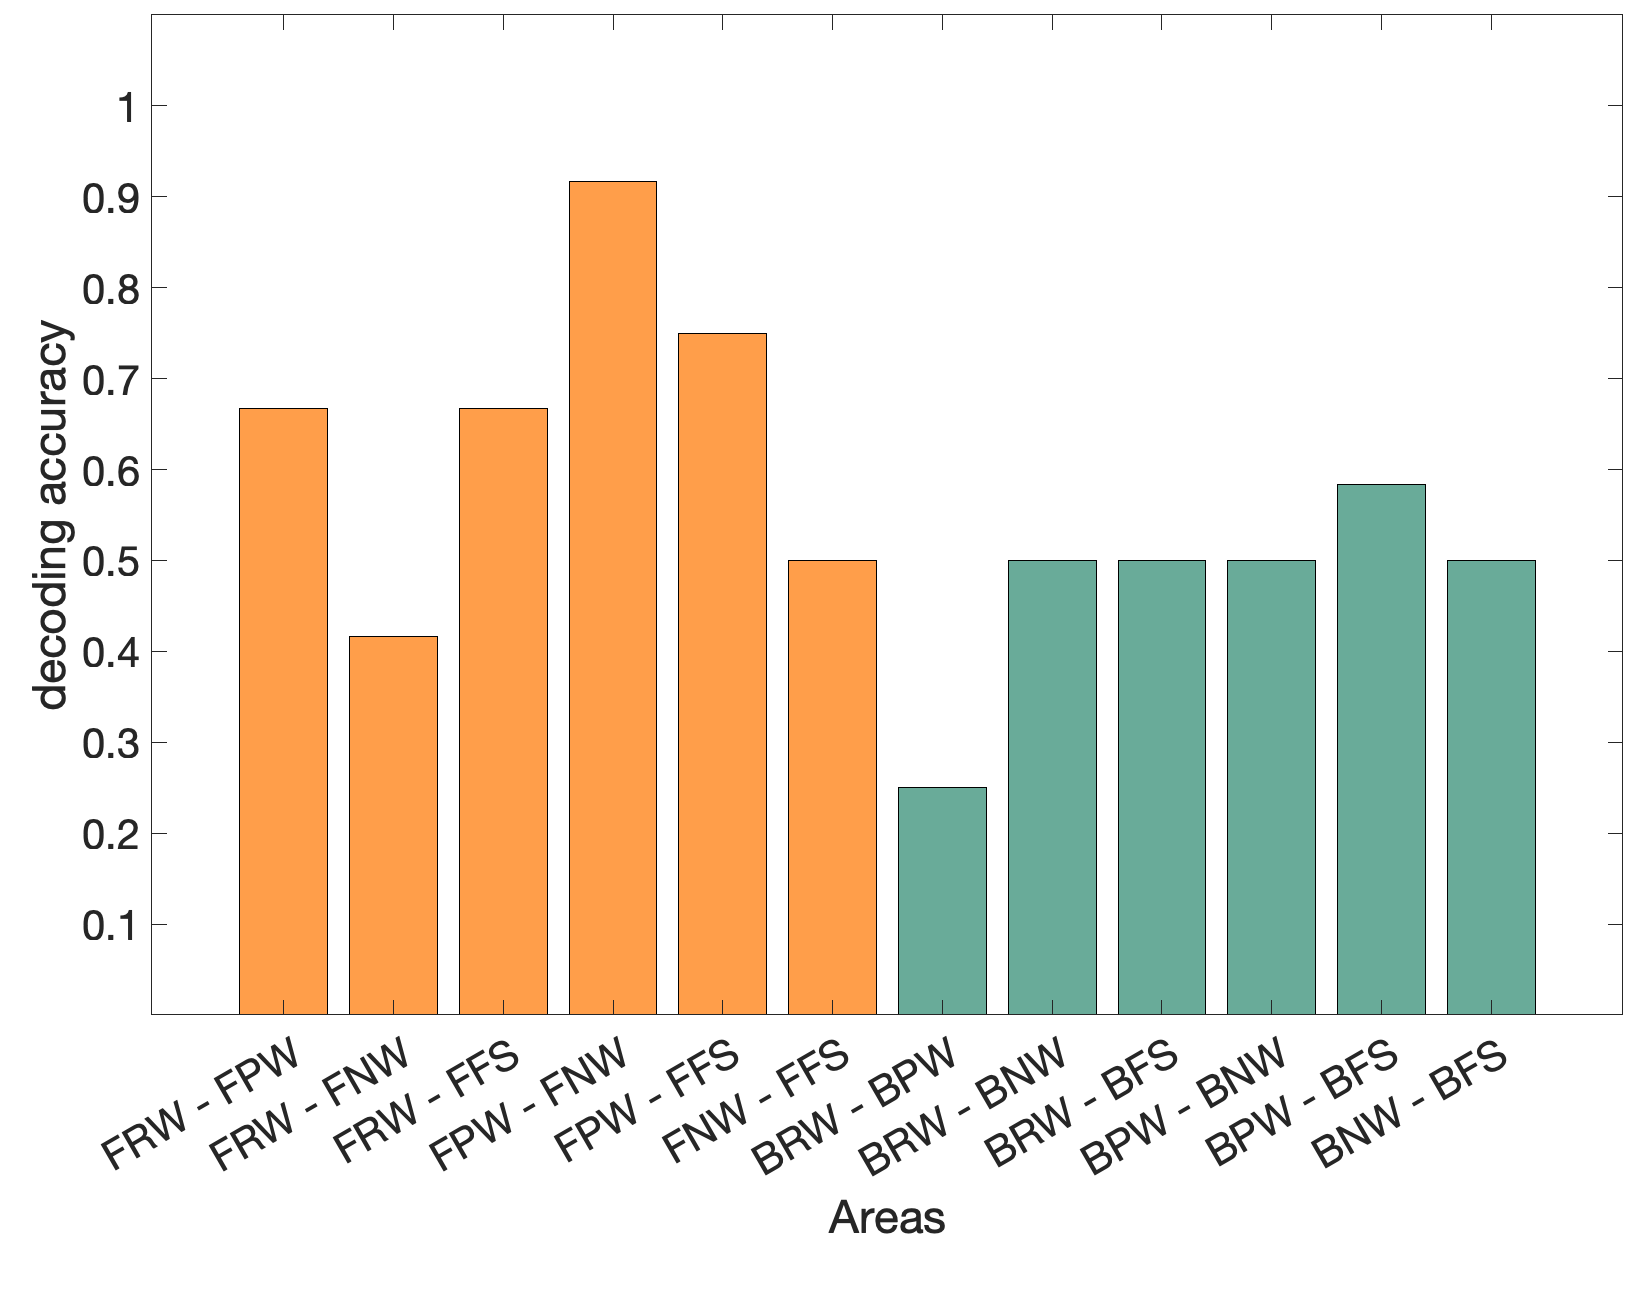 decoding accuracy
1
0.9
0.8
0.7
0.6
0.5
0.4
0.3
0.2
0.1
FRW - FPW
FRW - FNW
FRW - FFS
FPW - FNW
FPW - FFS
FNW - FFS
BRW - BPW
BRW - BNW
BRW - BFS
BPW - BNW
BPW - BFS
BNW - BFS
Areas